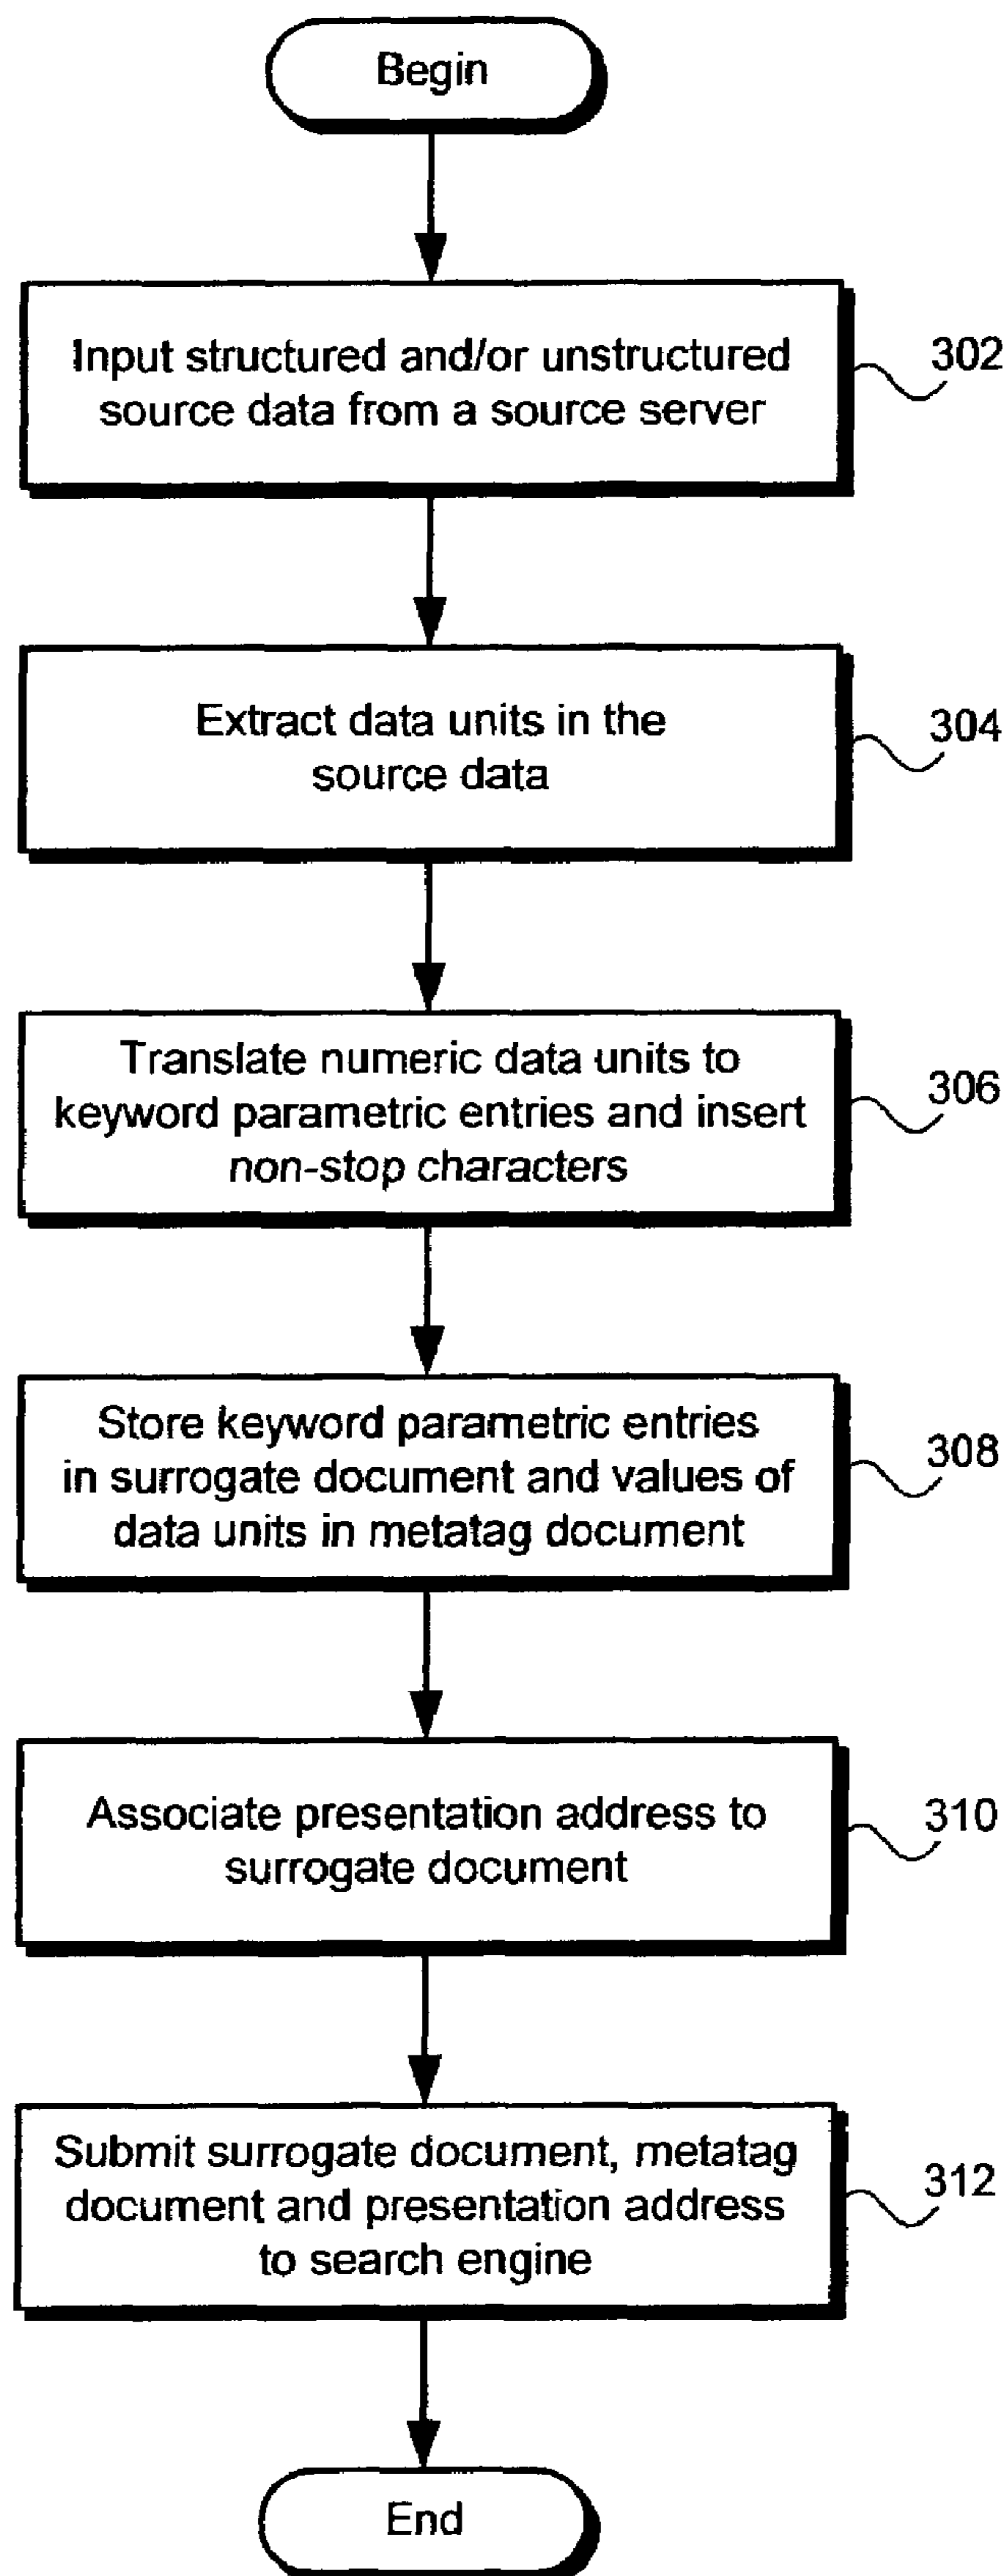 Begin
Input structured and/or unstructured
source data from a source server
302
Extract data units in the
source data
304
Translate numeric data units to
keyword parametric entries and insert
non-stop characters
306
Store keyword parametric entries
in surrogate document and values of
data units in metatag document
308
Associate presentation address to
surrogate document
310
Submit surrogate document, metatag
document and presentation address
to search engine
312
End